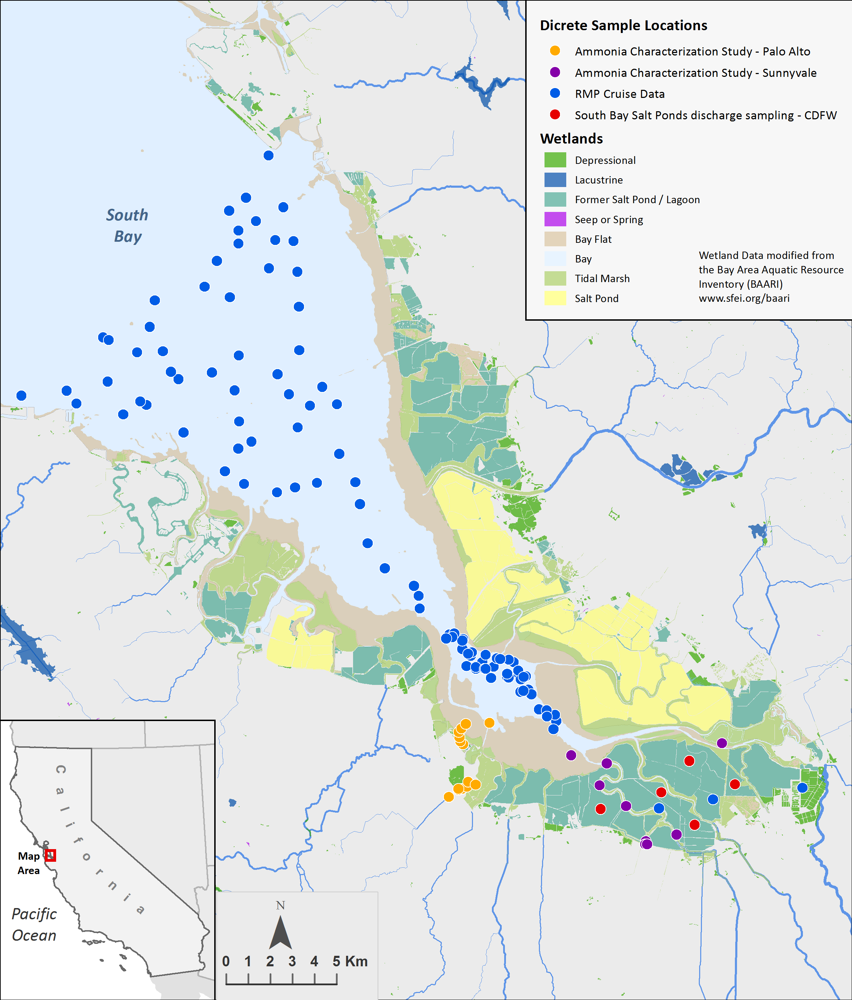 Dicrete Sample Locations
Ammonia Characterization Study - Palo Alto
Ammonia Characterization Study - Sunnyvale
RMP Cruise Data
South Bay Salt Ponds discharge sampling - CDFW
Wetlands
Depressional
Lacustrine
Former Salt Pond / Lagoon
Seep or Spring
Bay Flat
Bay
Tidal Marsh
Salt Pond
Wetland Data modified from
the Bay Area Aquatic Resource
Inventory (BAARI)
www.sfei.org/baari
South
Bay
California
Map
Area
Pacific
Ocean
N
0 1 2 3 4 5 Km